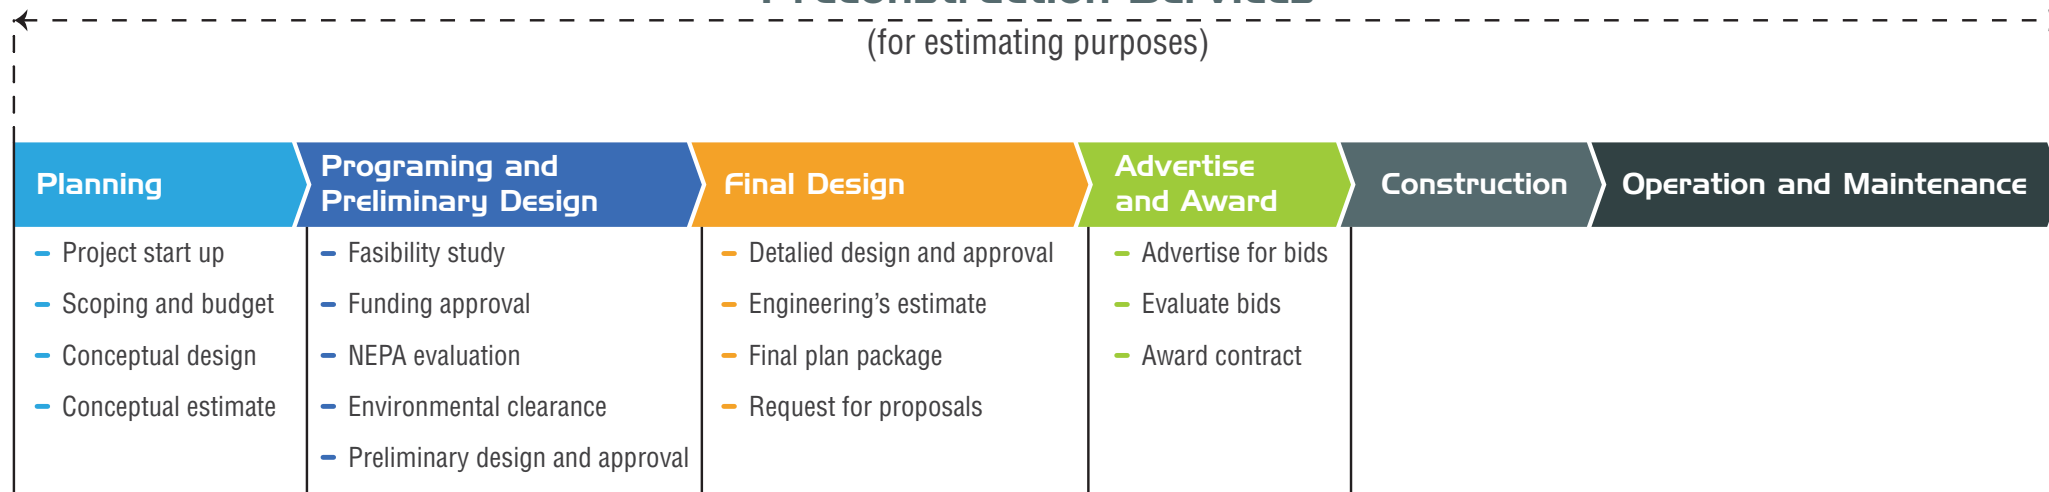 Preconstruction Services
(for estimating purposes)
Planning
Programing and
Preliminary Design
Final Design
Advertise
and Award
Construction
Operation and Maintenance
– Project start up
– Scoping and budget
– Conceptual design
– Conceptual estimate
– Fasibility study
– Funding approval
– NEPA evaluation
– Environmental clearance
– Preliminary design and approval
– Detalied design and approval
– Engineering’s estimate
– Final plan package
– Request for proposals
– Advertise for bids
– Evaluate bids
– Award contract